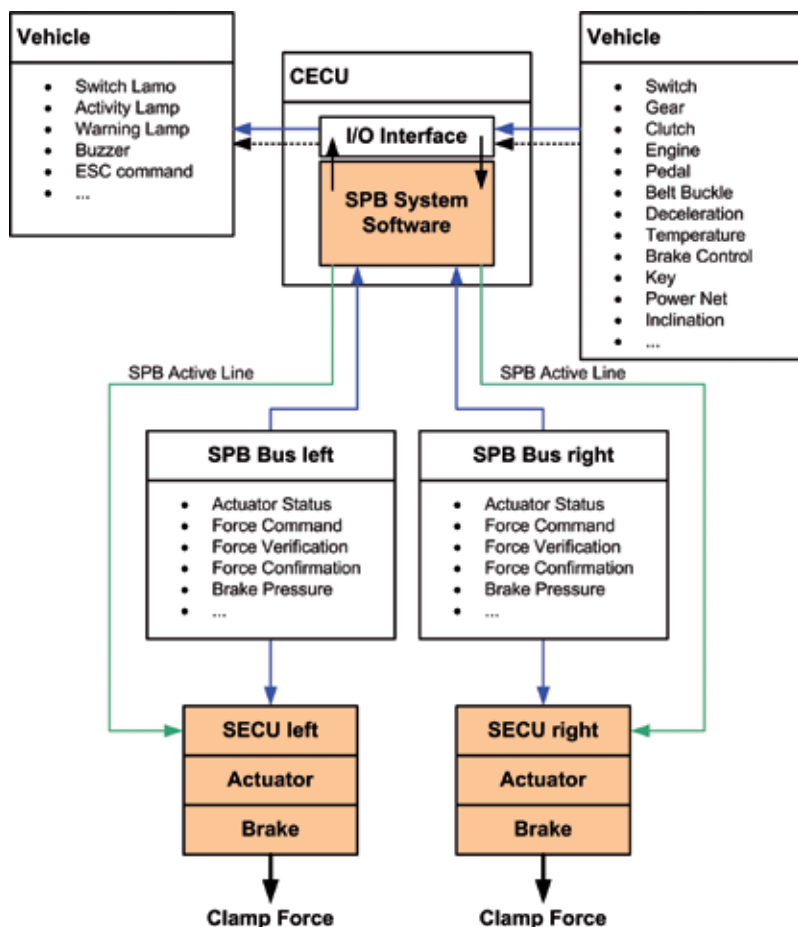 Vehicle
• Switch Lamo
• Activity Lamp
• Warning Lamp
• Buzzer
• ESC command
• ...
CECU
I/O Interface
SPB System
Software
Vehicle
• Switch
• Gear
• Clutch
• Engine
• Pedal
• Belt Buckle
• Deceleration
• Temperature
• Brake Control
• Key
• Power Net
• Inclination
• ...
SPB Active Line
SPB Active Line
SPB Bus left
• Actuator Status
• Force Command
• Force Verification
• Force Confirmation
• Brake Pressure
• ...
SPB Bus right
• Actuator Status
• Force Command
• Force Verification
• Force Confirmation
• Brake Pressure
• ...
SECU left
Actuator
Brake
Clamp Force
SECU right
Actuator
Brake
Clamp Force